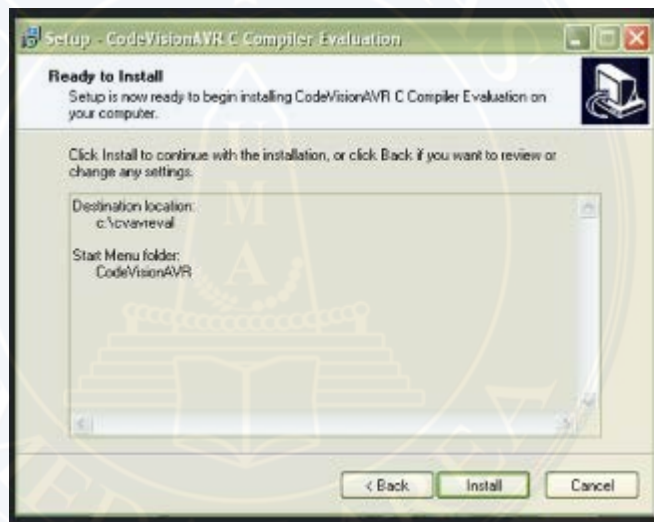 Setup - CodeVisionAVR C Compiler Evaluation
Ready to Install
Setup is now ready to begin installing CodeVisionAVR C Compiler Evaluation on
your computer.
Click Install to continue with the installation, or click Back if you want to review or
change any settings.
Destination location:
c:\cvavreval
Start Menu folder:
CodeVisionAVR
< Back
Install
Cancel